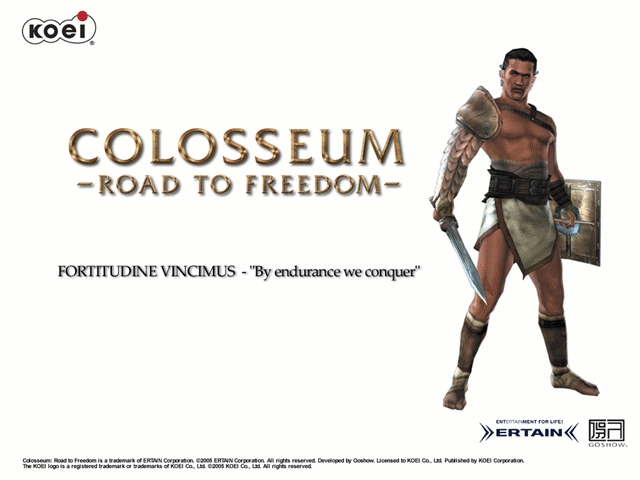 KOEI®
COLOSSEUM
-ROAD TO FREEDOM-
FORTITUDINE VINCIMUS - "By endurance we conquer"
ENTERTAINMENT FOR LIFE!
ERTAIN
GOSHOW.
Colosseum: Road to Freedom is a trademark of ERTAIN Corporation. ©2005 ERTAIN Corporation. All rights reserved. Developed by Goshow. Licensed to KOEI Co., Ltd. Published by KOEI Corporation.
The KOEI logo is a registered trademark or trademarks of KOEI Co., Ltd. ©2005 KOEI Co., Ltd. All rights reserved.